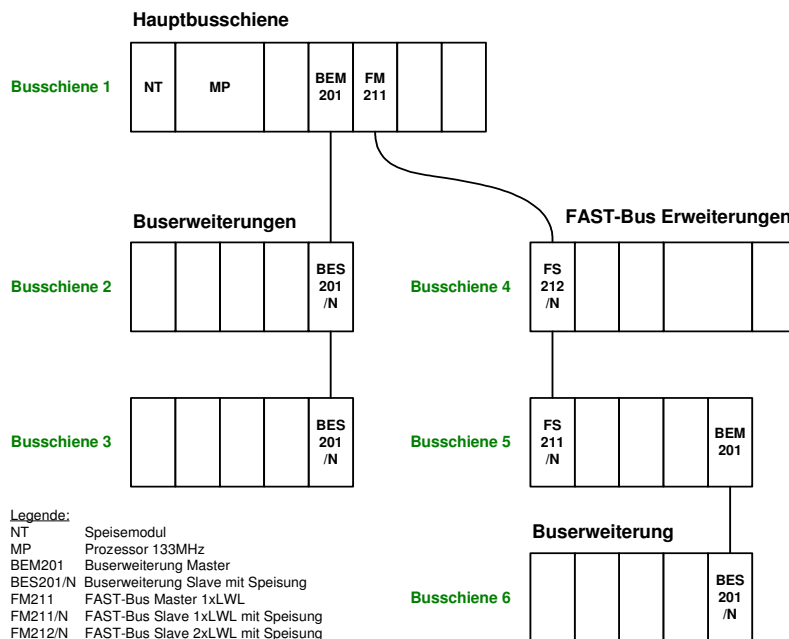 Hauptbusschiene
Busschiene 1
NT
MP
BEM
201
FM
211
Buserweiterungen
FAST-Bus Erweiterungen
Busschiene 2
BES
201
/N
Busschiene 4
FS
212
/N
Busschiene 3
BES
201
/N
Busschiene 5
FS
211
/N
BEM
201
Legende:
NT Speisemodul
MP Prozessor 133MHz
BEM201 Buserweiterung Master
BES201/N Buserweiterung Slave mit Speisung
FM211 FAST-Bus Master 1xLWL
FM211/N FAST-Bus Slave 1xLWL mit Speisung
FM212/N FAST-Bus Slave 2xLWL mit Speisung
Buserweiterung
Busschiene 6
BES
201
/N